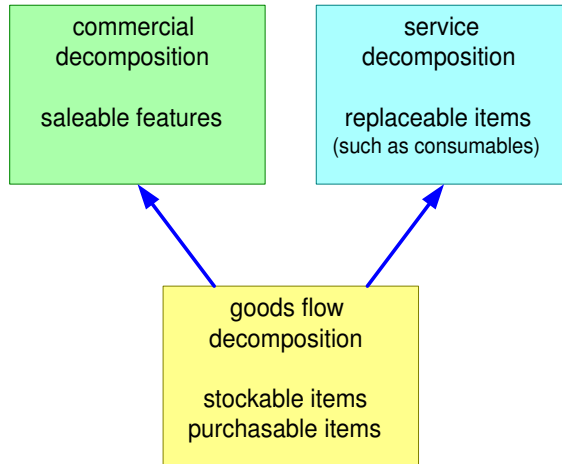 commercial
decomposition
saleable features
service
decomposition
replaceable items
(such as consumables)
goods flow
decomposition
stockable items
purchasable items